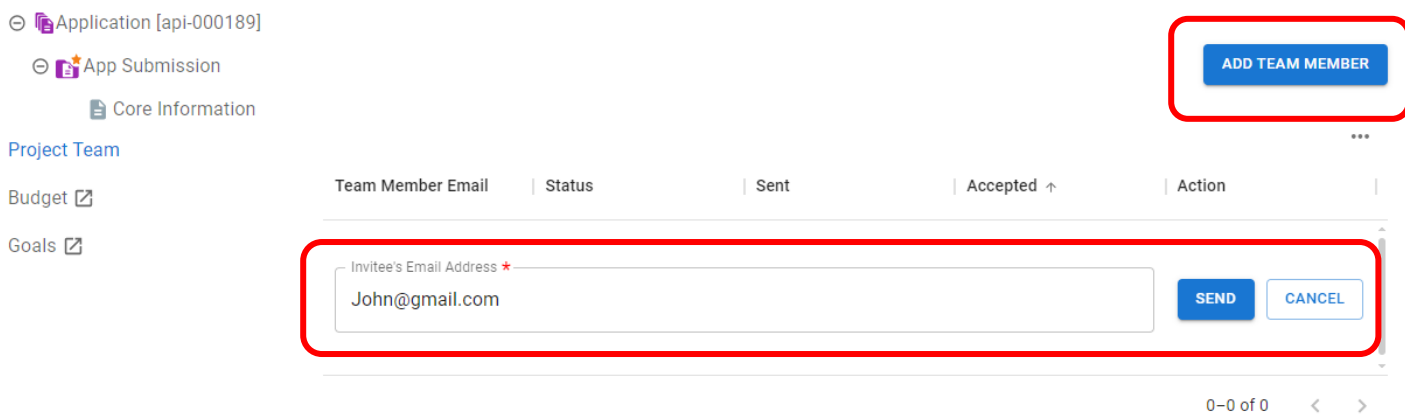 Application [api-000189]
App Submission
Core Information
Project Team
Budget
Goals
ADD TEAM MEMBER
Team Member Email Status Sent Accepted ↑ Action
Invitee's Email Address *
John@gmail.com
SEND CANCEL
0–0 of 0